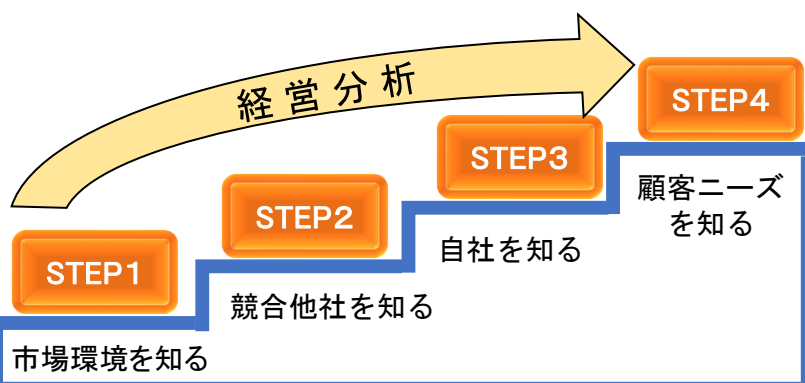 経営分析
STEP1
市場環境を知る
STEP2
競合他社を知る
STEP3
自社を知る
STEP4
顧客ニーズ
を知る